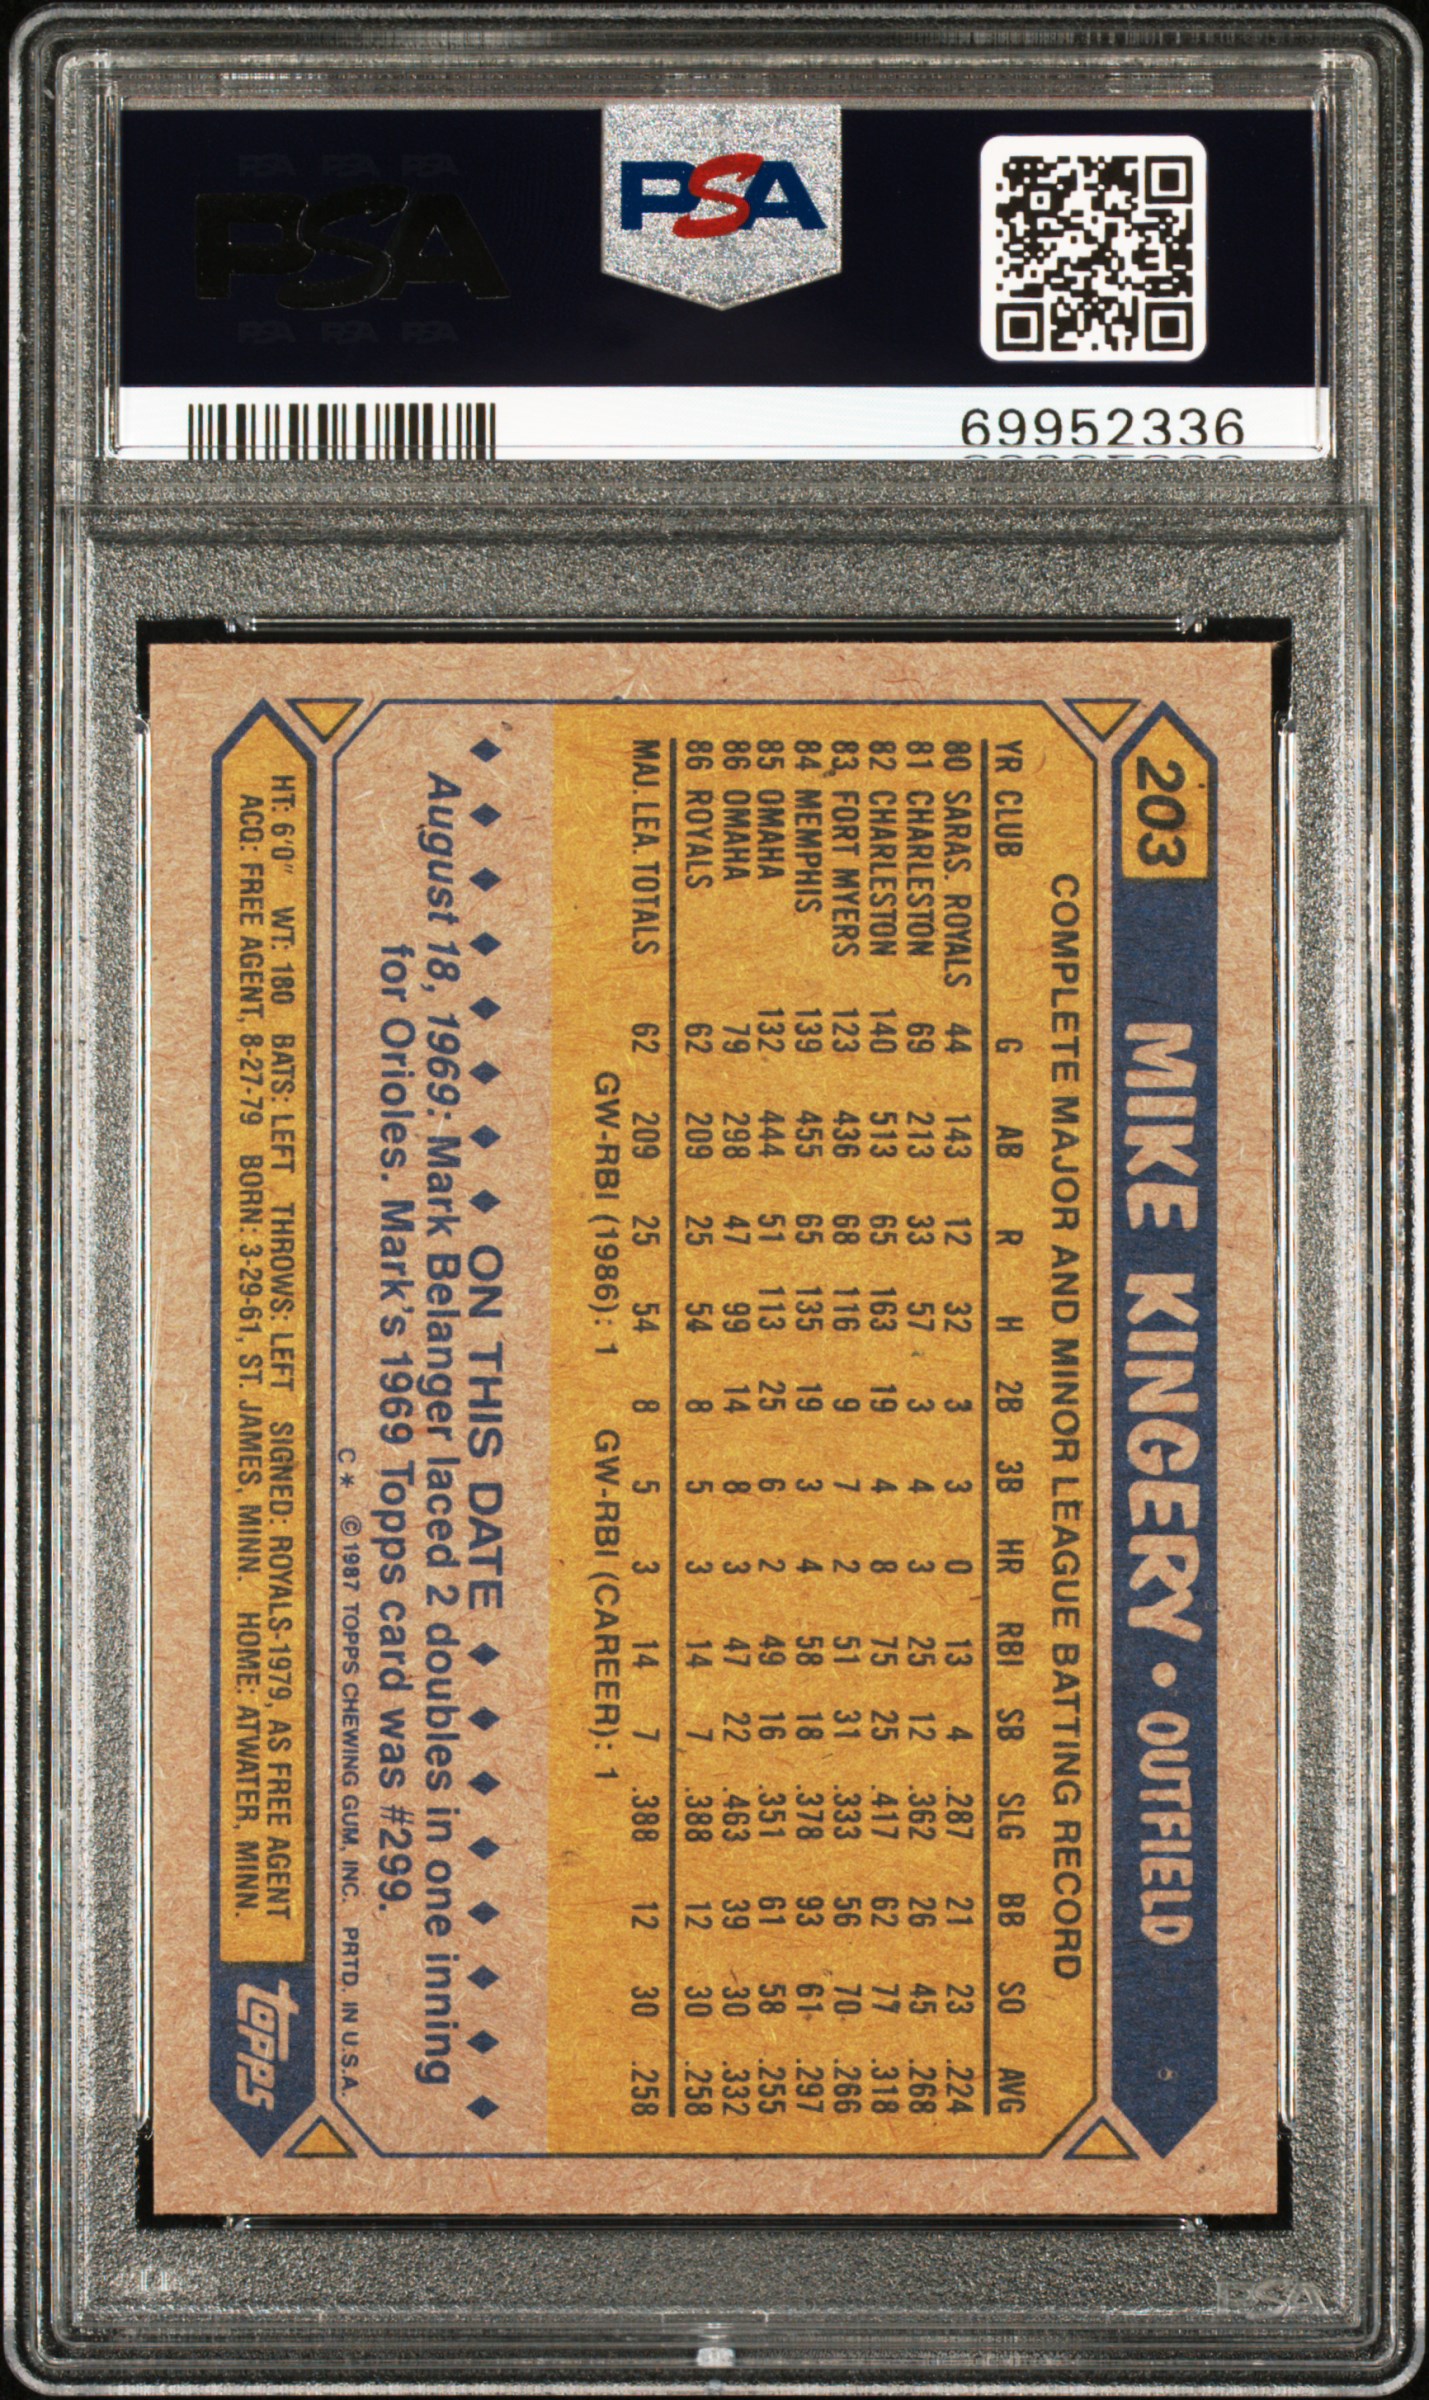 PSA PSA PSA
PSA
PSA PSA PSA
PSA
69952336
203 MIKE KINGERY • OUTFIELD
COMPLETE MAJOR AND MINOR LEAGUE BATTING RECORD
YR CLUB G AB R H 2B 3B HR RBI SB SLG BB SO AVG
80 SARAS. ROYALS 44 143 12 32 3 3 0 13 4 .287 21 23 .224
81 CHARLESTON 69 213 33 57 3 4 3 25 12 .362 26 45 .268
82 CHARLESTON 140 513 65 163 19 4 8 75 25 .417 62 77 .318
83 FORT MYERS 123 436 68 116 9 7 2 51 31 .333 56 70 .266
84 MEMPHIS 139 455 65 135 19 3 4 58 18 .378 93 61 .297
85 OMAHA 132 444 51 113 25 6 2 49 16 .351 61 58 .255
86 OMAHA 79 298 47 99 14 8 3 47 22 .463 39 30 .332
86 ROYALS 62 209 25 54 8 5 3 14 7 .388 12 30 .258
MAJ. LEA. TOTALS 62 209 25 54 8 5 3 14 7 .388 12 30 .258
GW-RBI (1986): 1 GW-RBI (CAREER): 1
ON THIS DATE
August 18, 1969: Mark Belanger laced 2 doubles in one inning
for Orioles. Mark's 1969 Topps card was #299.
C* © 1987 TOPPS CHEWING GUM, INC. PRTD. IN U.S.A.
HT: 6'0" WT: 180 BATS: LEFT THROWS: LEFT SIGNED: ROYALS-1979, AS FREE AGENT
ACQ: FREE AGENT, 8-27-79 BORN: 3-29-61, ST. JAMES, MINN. HOME: ATWATER, MINN.
TOPPS
PSA